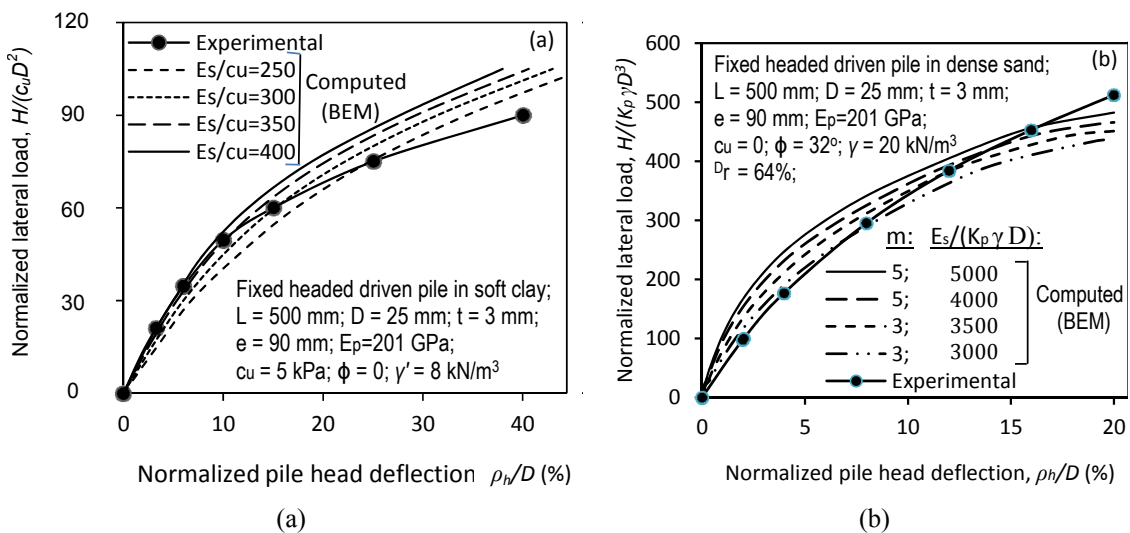 120
90
60
30
0
Normalized lateral load, H/(cuD²)
(a)
Experimental
Es/cu=250
Es/cu=300
Es/cu=350
Es/cu=400
Computed
(BEM)
Fixed headed driven pile in soft clay;
L = 500 mm; D = 25 mm; t = 3 mm;
e = 90 mm; Ep=201 GPa;
cu = 5 kPa; ϕ = 0; γ' = 8 kN/m³
0 10 20 30 40
Normalized pile head deflection ρh/D (%)
(a)
600
500
400
300
200
100
0
Normalized lateral load, H/(Kp γ D³)
(b)
Fixed headed driven pile in dense sand;
L = 500 mm; D = 25 mm; t = 3 mm;
e = 90 mm; Ep=201 GPa;
cu = 0; ϕ = 32°; γ = 20 kN/m³
Dr = 64%;
m: Es/(Kp γ D):
5; 5000
5; 4000
3; 3500
3; 3000
Experimental
Computed
(BEM)
0 5 10 15 20
Normalized pile head deflection, ρh/D (%)
(b)